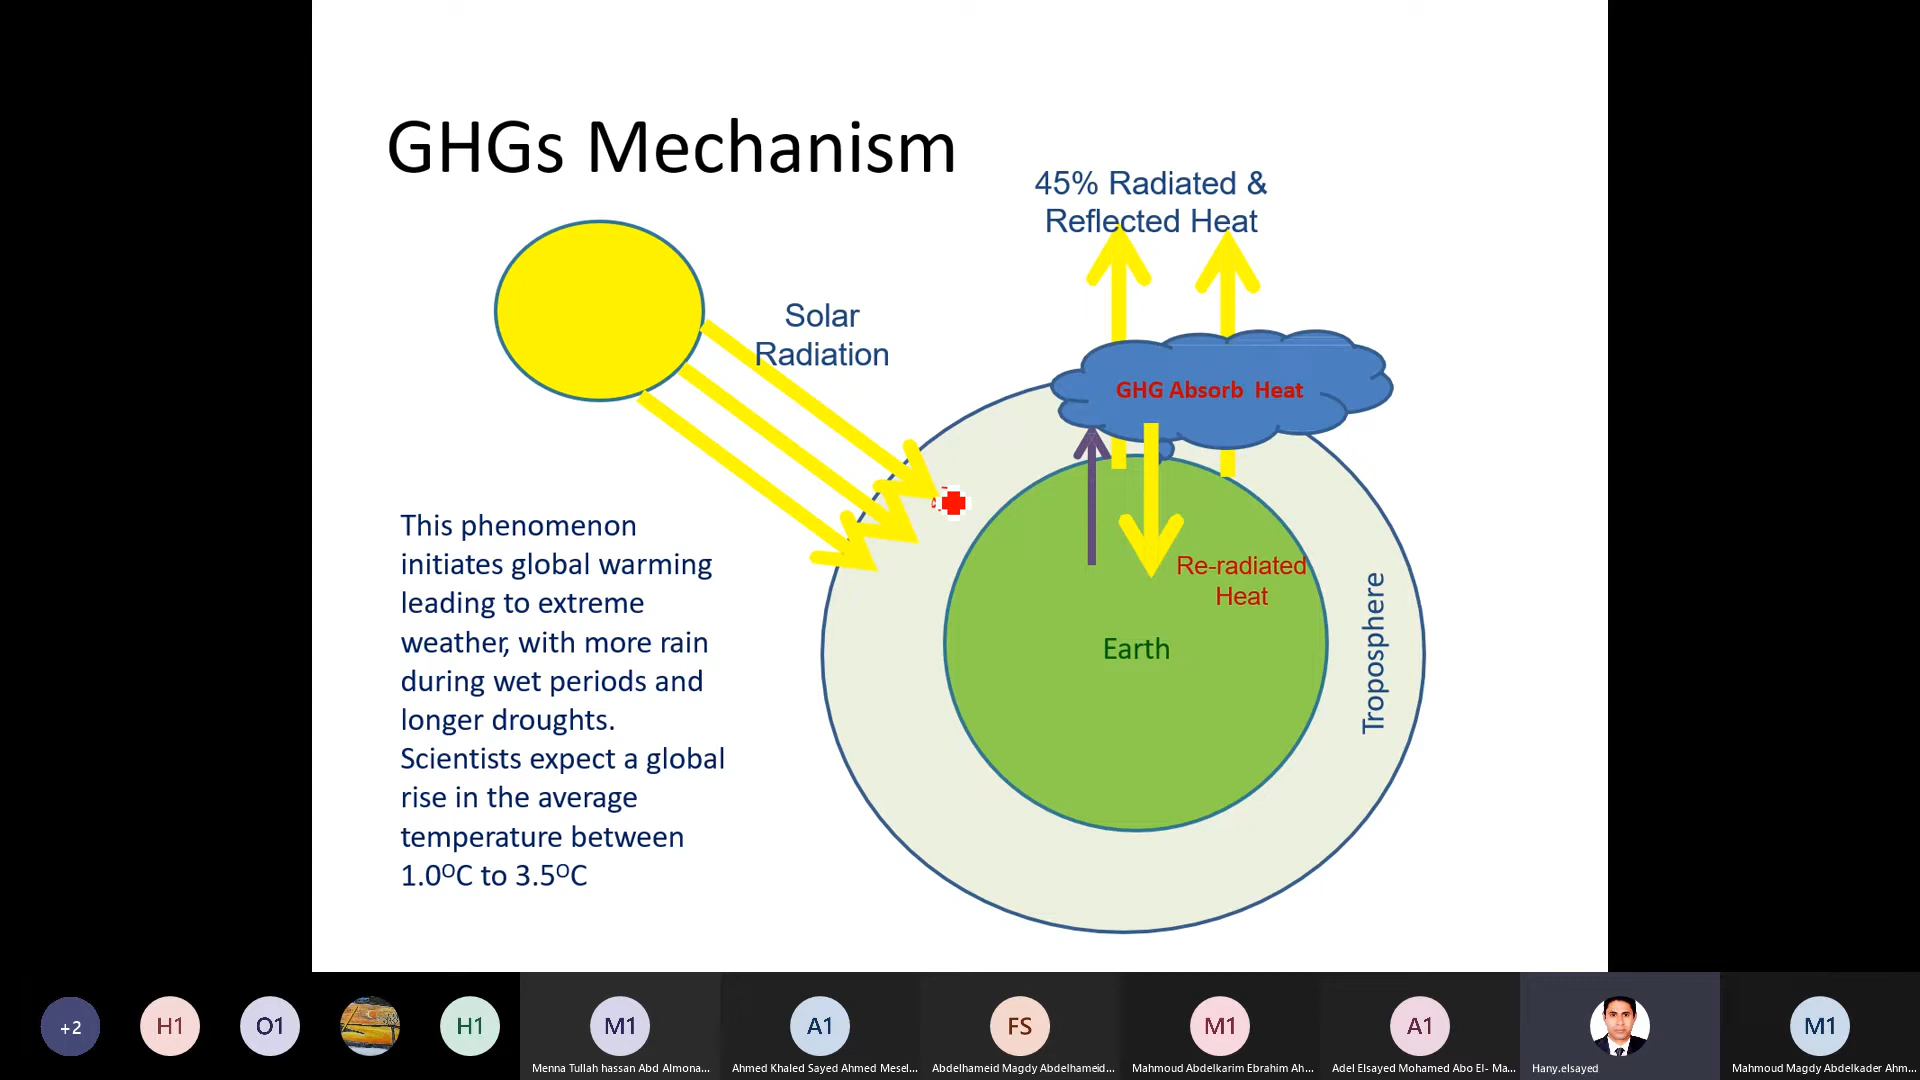 GHGs Mechanism
45% Radiated &
Reflected Heat
Solar
Radiation
GHG Absorb Heat
Re-radiated
Heat
Earth
Troposphere
This phenomenon
initiates global warming
leading to extreme
weather, with more rain
during wet periods and
longer droughts.
Scientists expect a global
rise in the average
temperature between
1.0ᴼC to 3.5ᴼC
+2
H1
O1
H1
M1
A1
FS
M1
A1
M1
Menna Tullah hassan Abd Almona...
Ahmed Khaled Sayed Ahmed Mesel...
Abdelhameid Magdy Abdelhameid...
Mahmoud Abdelkarim Ebrahim Ah...
Adel Elsayed Mohamed Abo El- Ma...
Hany.elsayed
Mahmoud Magdy Abdelkader Ahm...